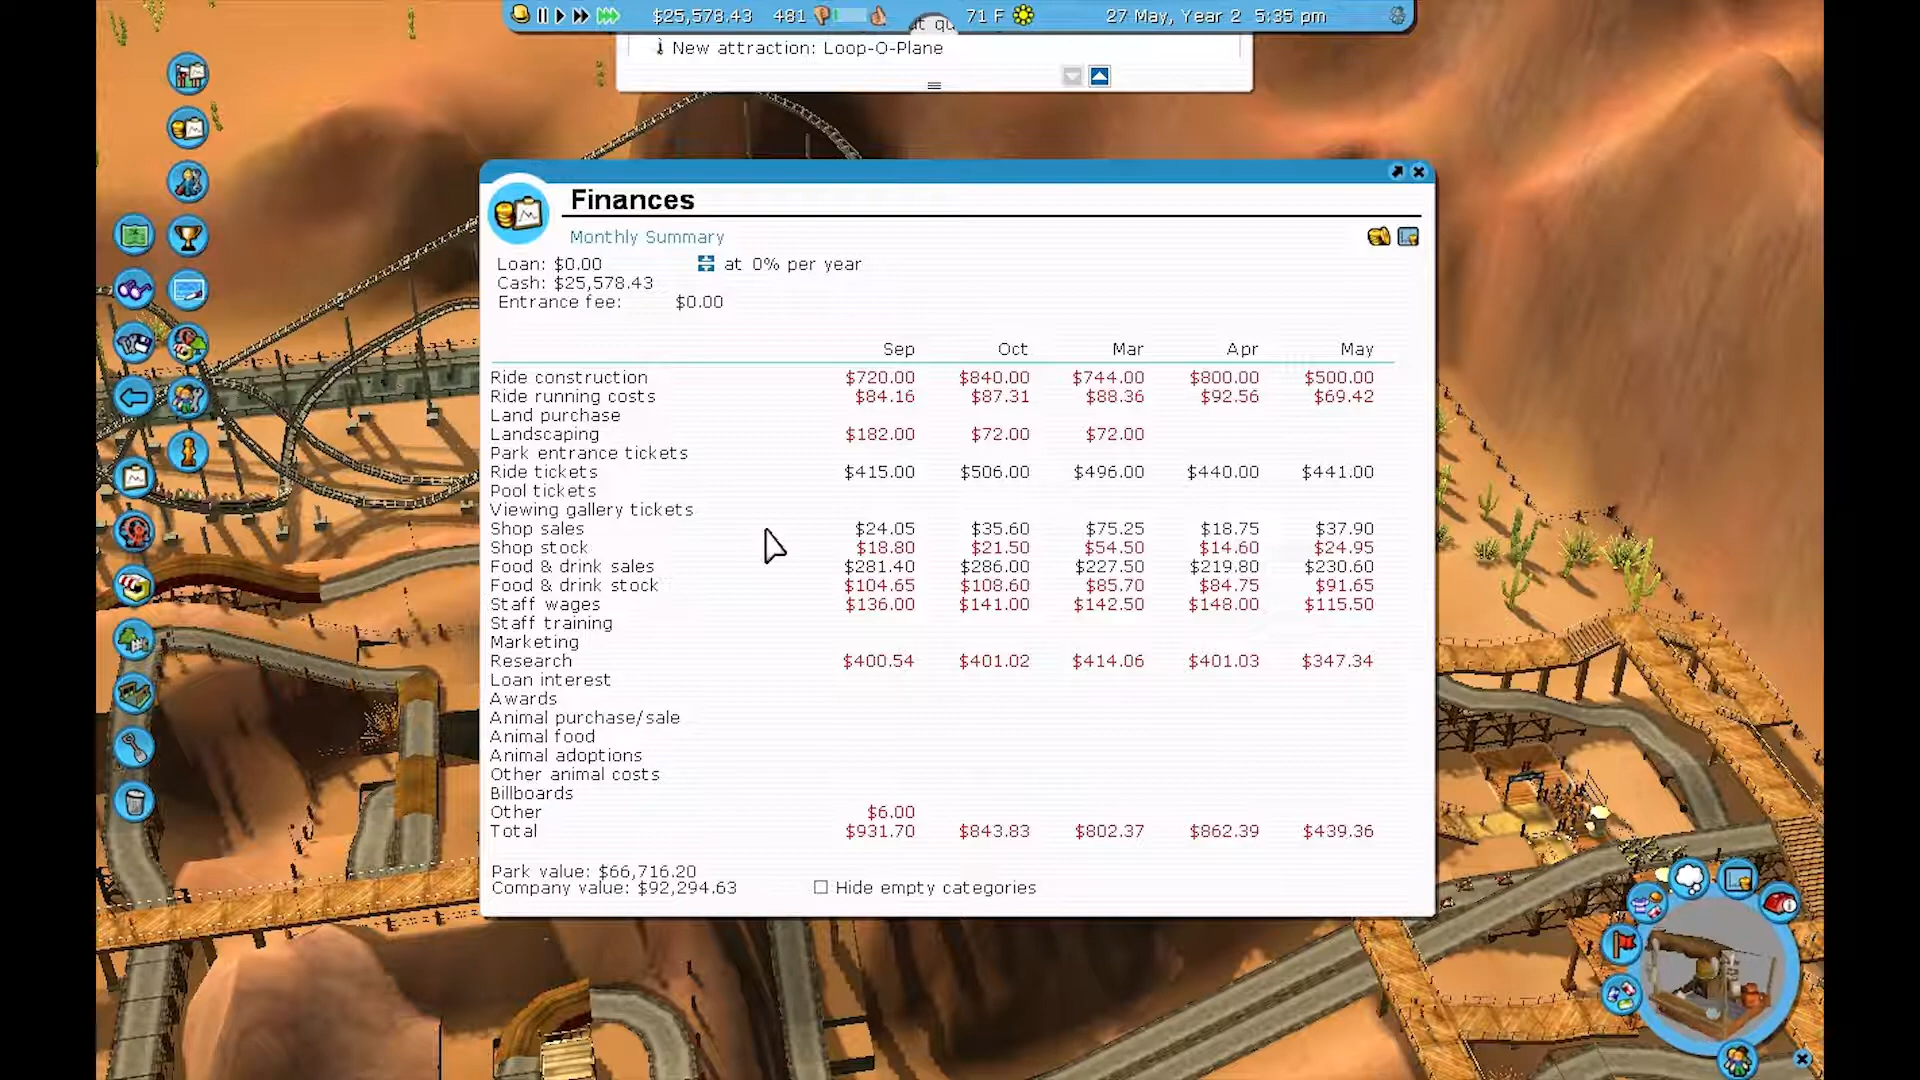 $25,578.43 481 71 F 27 May, Year 2 5:35 pm
New attraction: Loop-O-Plane
Finances
Monthly Summary
Loan: $0.00 at 0% per year
Cash: $25,578.43
Entrance fee: $0.00
Sep Oct Mar Apr May
Ride construction $720.00 $840.00 $744.00 $800.00 $500.00
Ride running costs $84.16 $87.31 $88.36 $92.56 $69.42
Land purchase
Landscaping $182.00 $72.00 $72.00
Park entrance tickets
Ride tickets $415.00 $506.00 $496.00 $440.00 $441.00
Pool tickets
Viewing gallery tickets
Shop sales $24.05 $35.60 $75.25 $18.75 $37.90
Shop stock $18.80 $21.50 $54.50 $14.60 $24.95
Food & drink sales $281.40 $286.00 $227.50 $219.80 $230.60
Food & drink stock $104.65 $108.60 $85.70 $84.75 $91.65
Staff wages $136.00 $141.00 $142.50 $148.00 $115.50
Staff training
Marketing
Research $400.54 $401.02 $414.06 $401.03 $347.34
Loan interest
Awards
Animal purchase/sale
Animal food
Animal adoptions
Other animal costs
Billboards
Other $6.00
Total $931.70 $843.83 $802.37 $862.39 $439.36
Park value: $66,716.20
Company value: $92,294.63
Hide empty categories